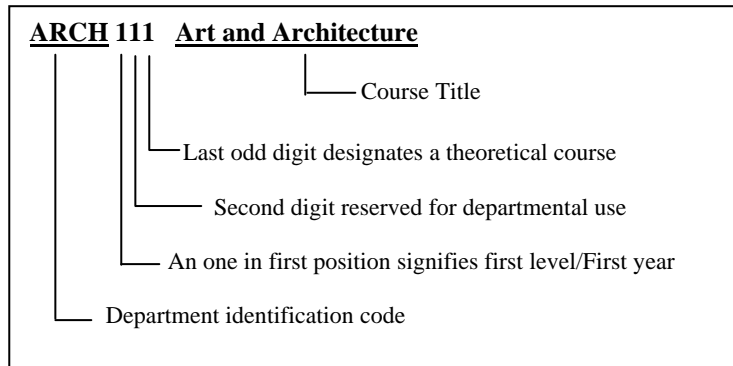 ARCH 111 Art and Architecture
Course Title
Last odd digit designates a theoretical course
Second digit reserved for departmental use
An one in first position signifies first level/First year
Department identification code